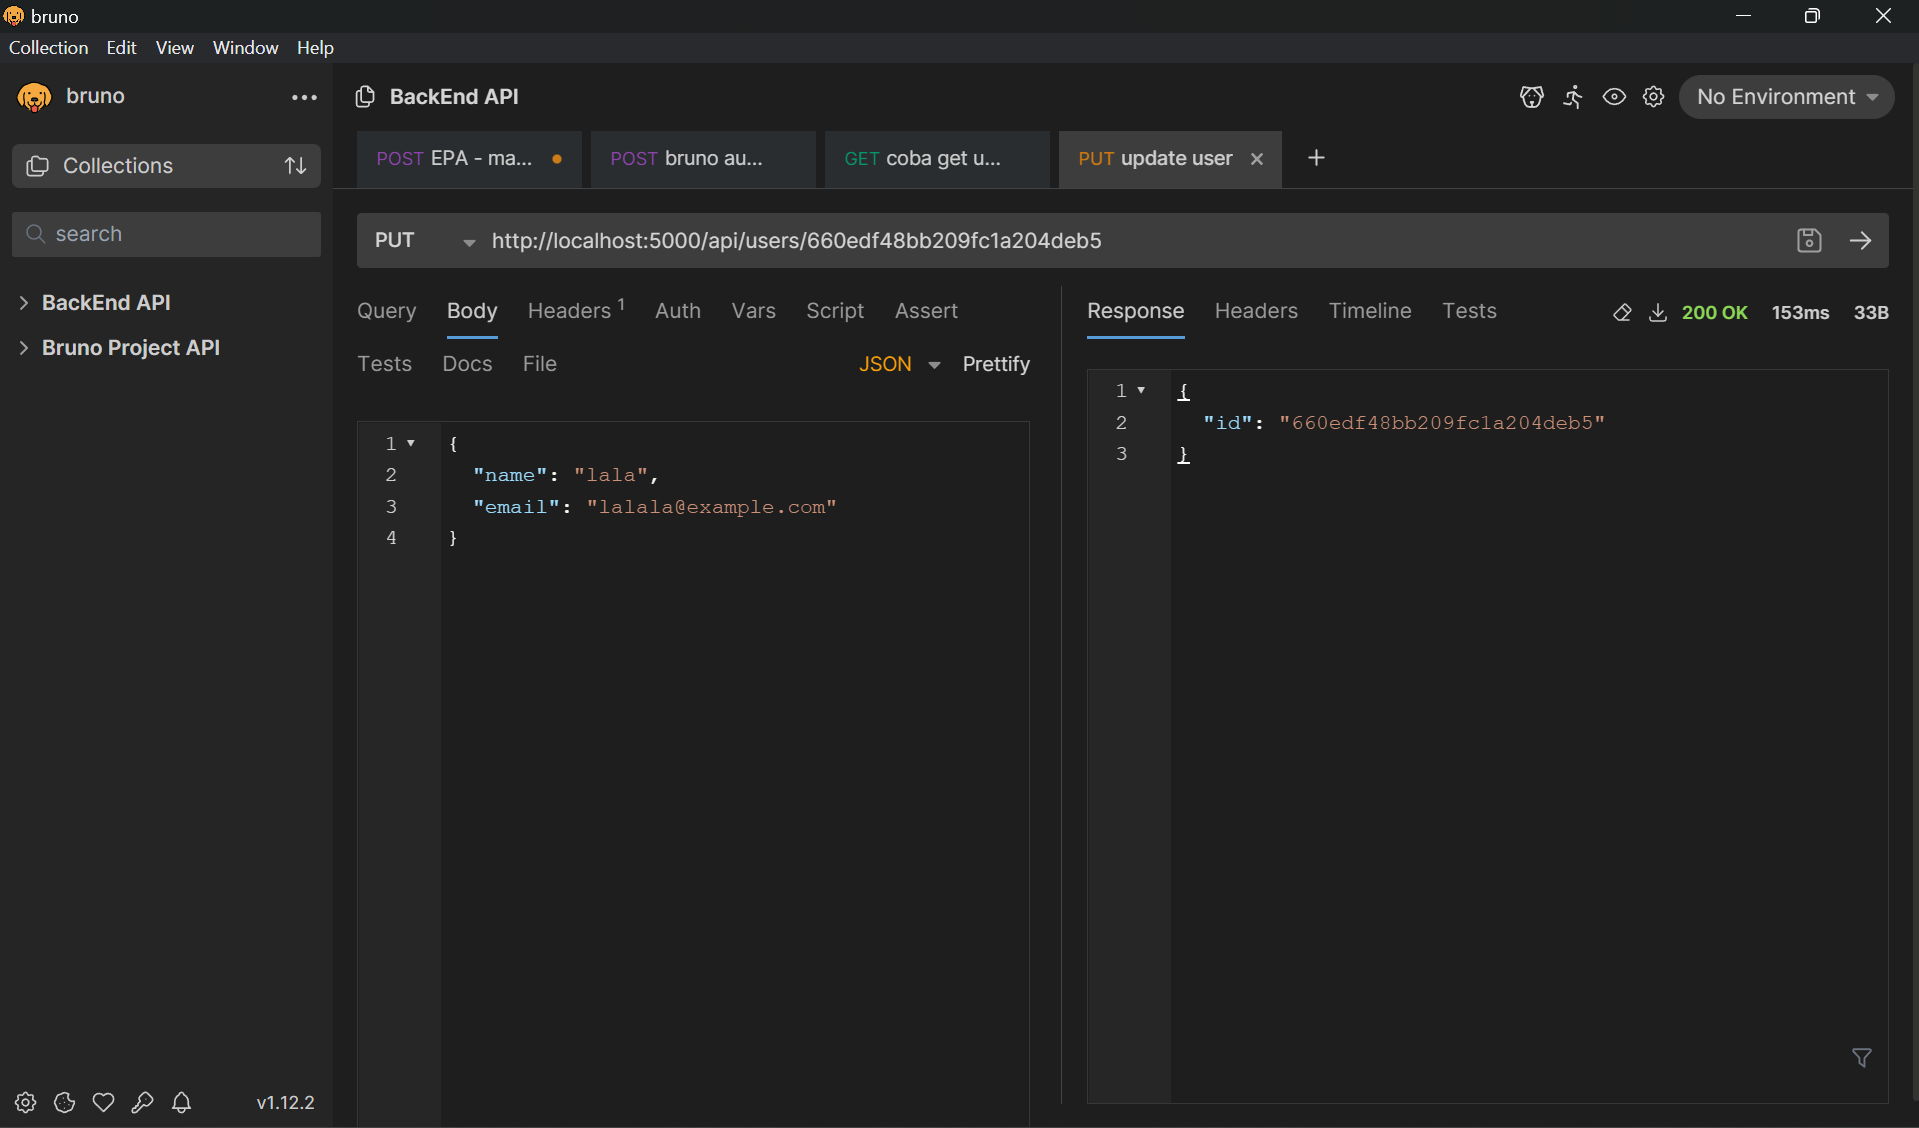 bruno
Collection Edit View Window Help
bruno
BackEnd API
No Environment
Collections
POST EPA - ma...
POST bruno au...
GET coba get u...
PUT update user
search
PUT http://localhost:5000/api/users/660edf48bb209fc1a204deb5
BackEnd API
Bruno Project API
Query Body Headers 1 Auth Vars Script Assert
Tests Docs File JSON Prettify
1 {
2 "name": "lala",
3 "email": "lalala@example.com"
4 }
Response Headers Timeline Tests 200 OK 153ms 33B
1 {
2 "id": "660edf48bb209fc1a204deb5"
3 }
v1.12.2